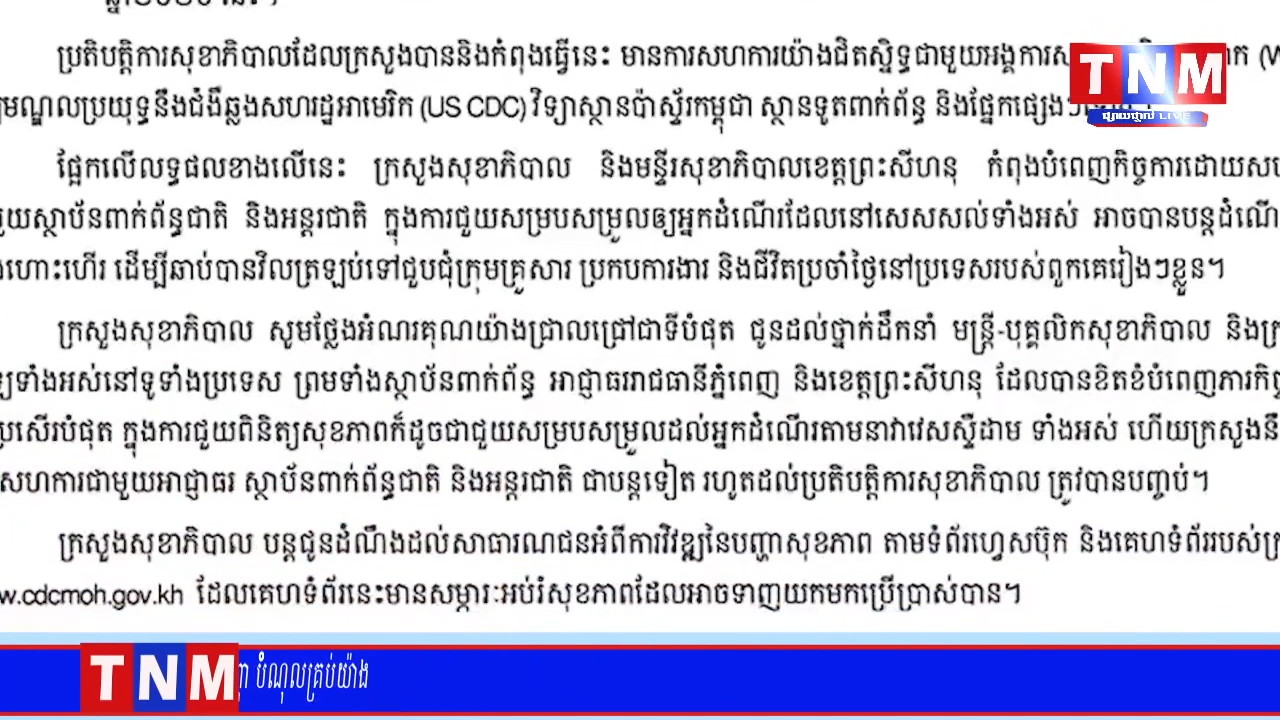 ប្រតិបត្តិការសុខាភិបាលដែលក្រសួងបាននិងកំពុងធ្វើនេះ មានការសហការយ៉ាងជិតស្និទ្ធជាមួយអង្គការ
មណ្ឌលប្រយុទ្ធនឹងជំងឺឆ្លងសហរដ្ឋអាមេរិក (US CDC) វិទ្យាស្ថានប៉ាស្ទ័រកម្ពុជា ស្ថានទូតពាក់ព័ន្ធ និងផ្នែកផ្សេងៗ
ផ្អែកលើលទ្ធផលខាងលើនេះ ក្រសួងសុខាភិបាល និងមន្ទីរសុខាភិបាលខេត្តព្រះសីហនុ កំពុងបំពេញកិច្ចការដោយ
ស្ថាប័នពាក់ព័ន្ធជាតិ និងអន្តរជាតិ ក្នុងការជួយសម្របសម្រួលឲ្យអ្នកដំណើរដែលនៅសេសសល់ទាំងអស់ អាចបានបន្តដំណើ
ហោះហើរ ដើម្បីឆាប់បានវិលត្រឡប់ទៅជួបជុំក្រុមគ្រួសារ ប្រកបការងារ និងជីវិតប្រចាំថ្ងៃនៅប្រទេសរបស់ពួកគេរៀងៗខ្លួន។
ក្រសួងសុខាភិបាល សូមថ្លែងអំណរគុណយ៉ាងជ្រាលជ្រៅជាទីបំផុត ជូនដល់ថ្នាក់ដឹកនាំ មន្ត្រី-បុគ្គលិកសុខាភិបាល និង
ទាំងអស់នៅទូទាំងប្រទេស ព្រមទាំងស្ថាប័នពាក់ព័ន្ធ អាជ្ញាធររាជធានីភ្នំពេញ និងខេត្តព្រះសីហនុ ដែលបានខិតខំបំពេញភារកិច្ច
ប្រសើរបំផុត ក្នុងការជួយពិនិត្យសុខភាពក៏ដូចជាជួយសម្របសម្រួលដល់អ្នកដំណើរតាមនាវាវេសស្ទឺដាម ទាំងអស់ ហើយក្រសួងនឹ
សហការជាមួយអាជ្ញាធរ ស្ថាប័នពាក់ព័ន្ធជាតិ និងអន្តរជាតិ ជាបន្តទៀត រហូតដល់ប្រតិបត្តិការសុខាភិបាល ត្រូវបានបញ្ចប់។
ក្រសួងសុខាភិបាល បន្តជូនដំណឹងដល់សាធារណជនអំពីការវិវឌ្ឍនៃបញ្ហាសុខភាព តាមទំព័រហ្វេសប៊ុក និងគេហទំព័ររបស់ក្រ
w.cdcmoh.gov.kh ដែលគេហទំព័រនេះមានសម្ភារៈអប់រំសុខភាពដែលអាចទាញយកមកប្រើប្រាស់បាន។
TNM
ផ្សាយផ្ទាល់ LIVE
TNM
បំណុលគ្រប់យ៉ាង